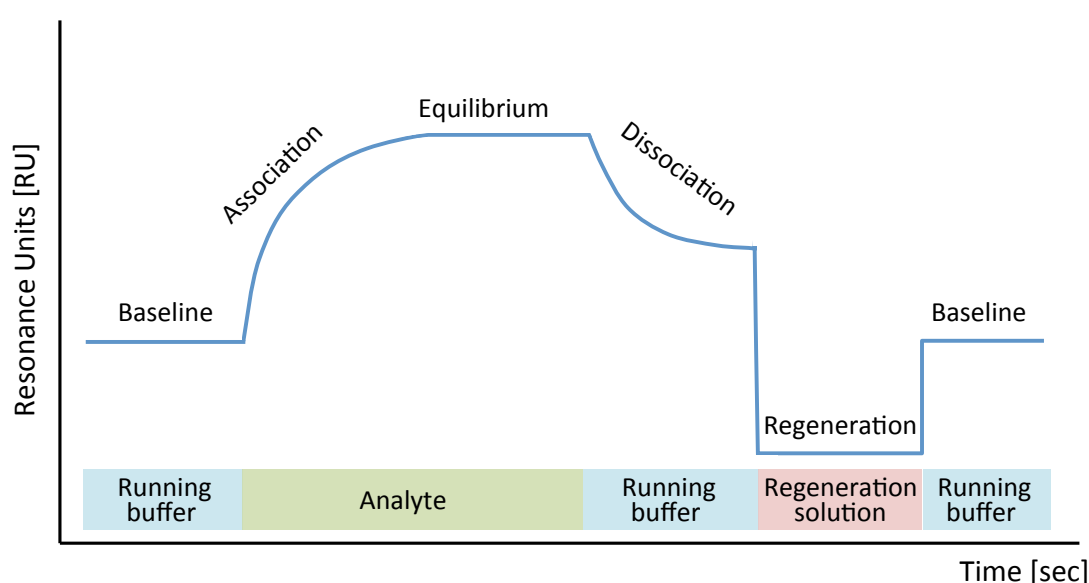 Equilibrium
Association
Dissociation
Resonance Units [RU]
Baseline
Baseline
Regeneration
Running
buffer
Analyte
Running
buffer
Regeneration
solution
Running
buffer
Time [sec]